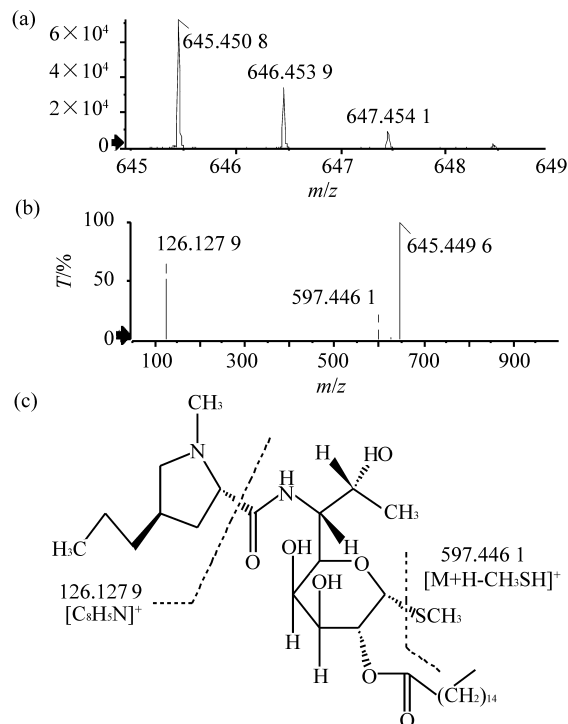 (a)
6×10⁴
4×10⁴
2×10⁴
0
645.450 8
646.453 9
647.454 1
645 646 647 648 649
m/z
(b)
100
50
0
T/%
126.127 9
597.446 1
645.449 6
100 300 500 700 900
m/z
(c)
CH₃
N
H₃C
O
H
N
H
HO
CH₃
H
OH
OH
O
H
H
SCH₃
O
O
(CH₂)₁₄
126.127 9
[C₈H₅N]⁺
597.446 1
[M+H-CH₃SH]⁺